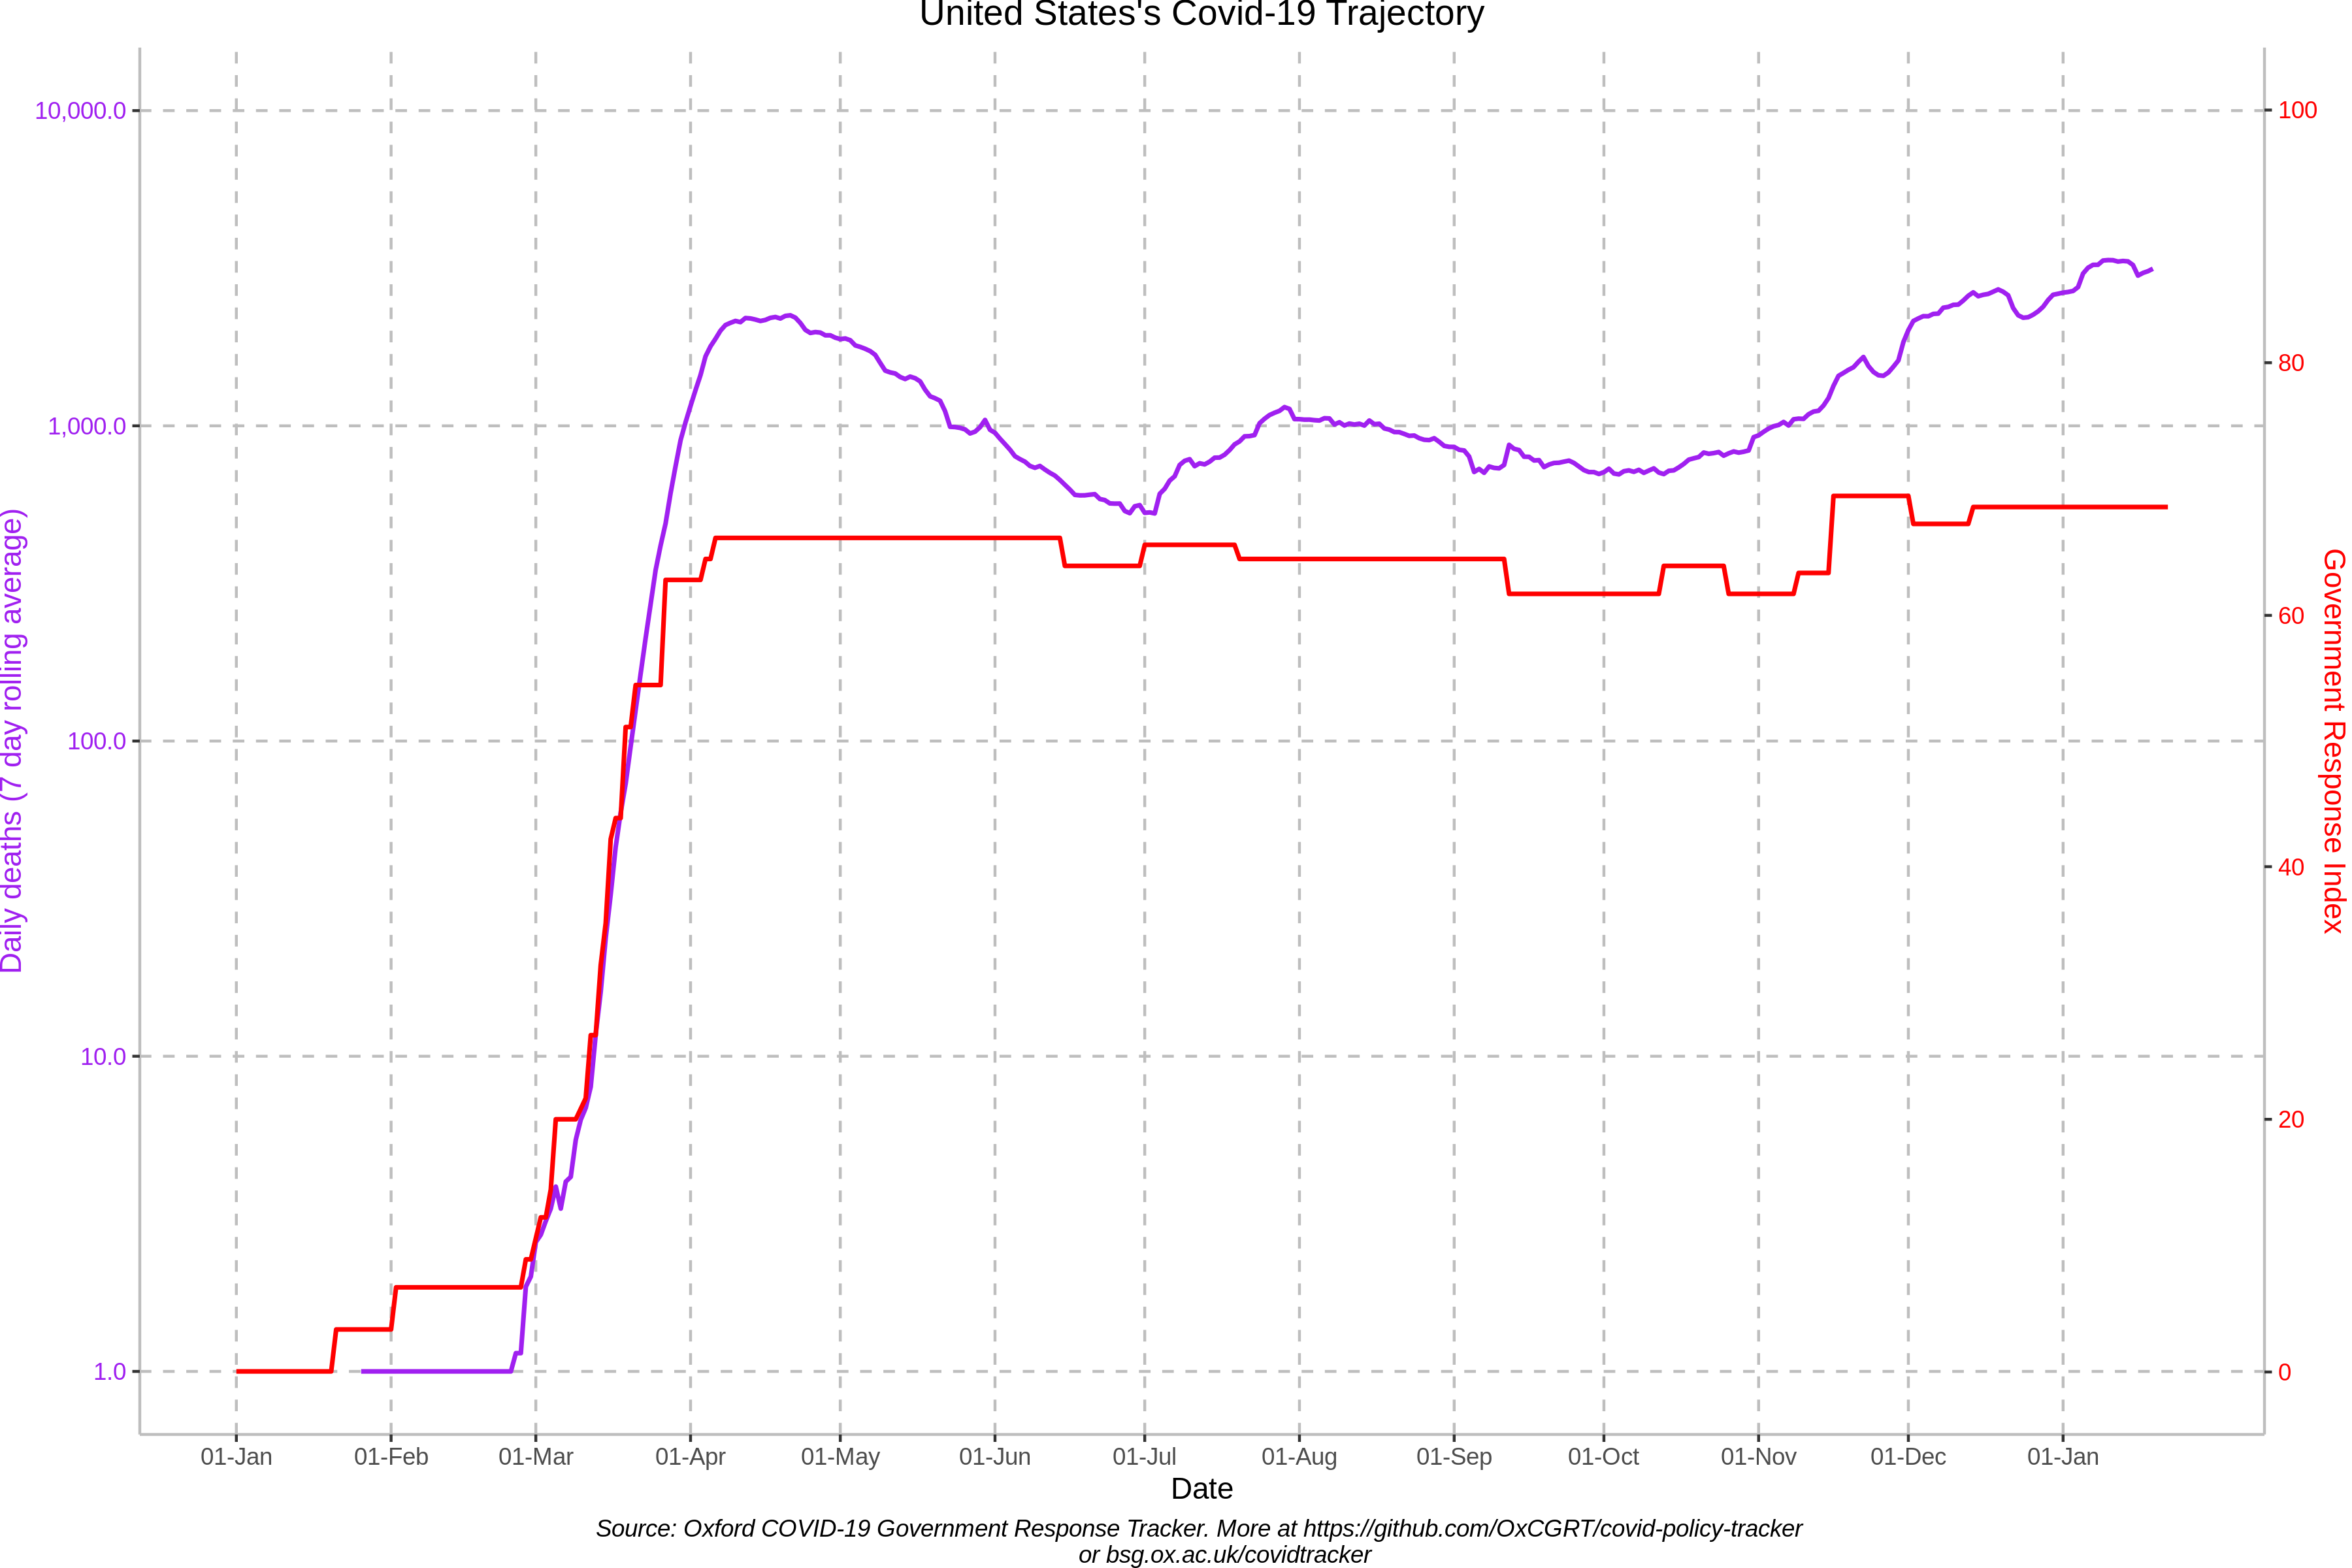 United States's Covid-19 Trajectory
10,000.0
1,000.0
100.0
10.0
1.0
Daily deaths (7 day rolling average)
100
80
60
40
20
0
Government Response Index
01-Jan 01-Feb 01-Mar 01-Apr 01-May 01-Jun 01-Jul 01-Aug 01-Sep 01-Oct 01-Nov 01-Dec 01-Jan
Date
Source: Oxford COVID-19 Government Response Tracker. More at https://github.com/OxCGRT/covid-policy-tracker
or bsg.ox.ac.uk/covidtracker